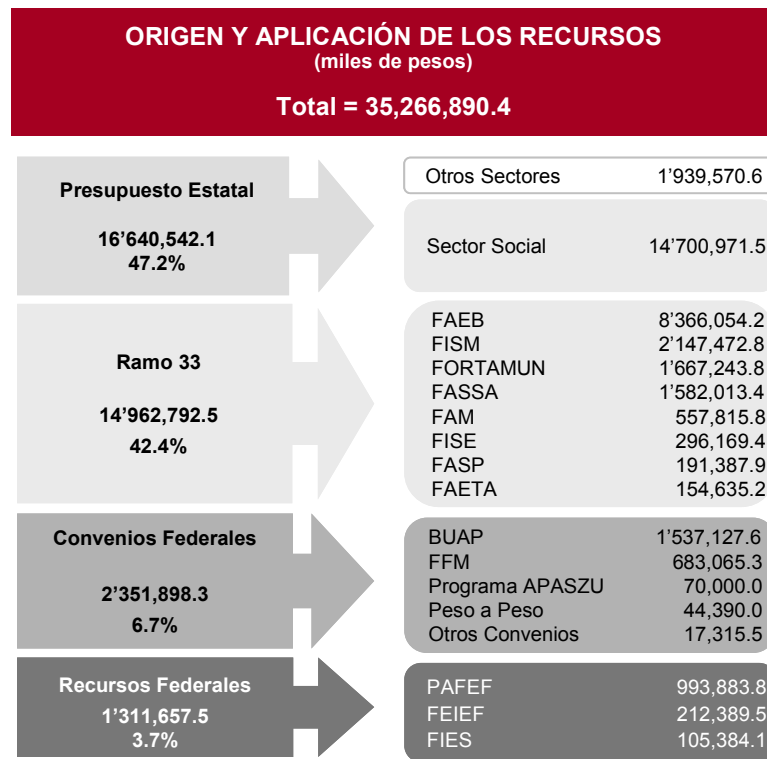 ORIGEN Y APLICACIÓN DE LOS RECURSOS
(miles de pesos)
Total = 35,266,890.4
Presupuesto Estatal
16’640,542.1
47.2%
Otros Sectores 1’939,570.6
Sector Social 14’700,971.5
Ramo 33
14’962,792.5
42.4%
FAEB 8’366,054.2
FISM 2’147,472.8
FORTAMUN 1’667,243.8
FASSA 1’582,013.4
FAM 557,815.8
FISE 296,169.4
FASP 191,387.9
FAETA 154,635.2
Convenios Federales
2’351,898.3
6.7%
BUAP 1’537,127.6
FFM 683,065.3
Programa APASZU 70,000.0
Peso a Peso 44,390.0
Otros Convenios 17,315.5
Recursos Federales
1’311,657.5
3.7%
PAFEF 993,883.8
FEIEF 212,389.5
FIES 105,384.1